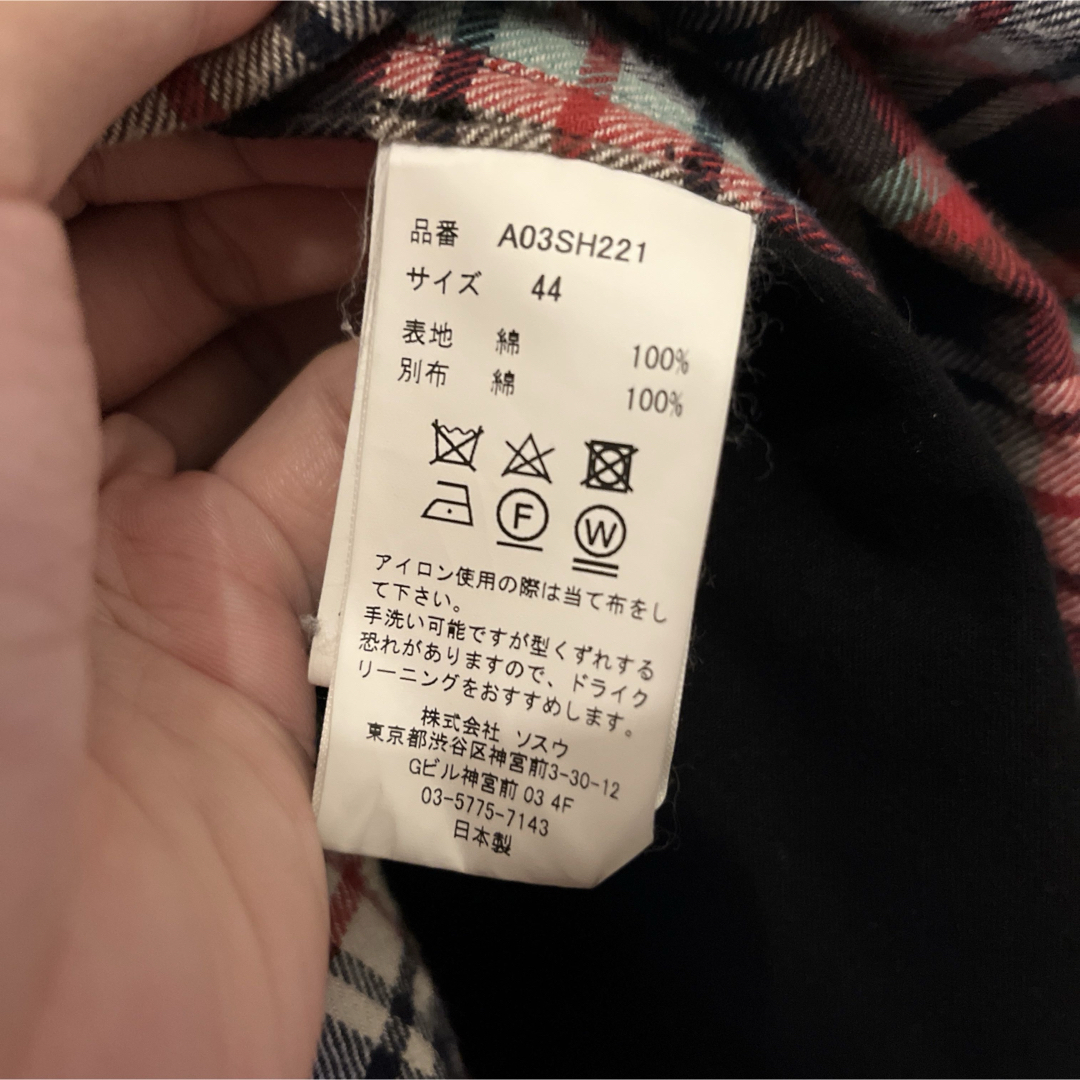 品番 A03SH221
サイズ 44
表地 綿 100%
別布 綿 100%
F W
アイロン使用の際は当て布をし
て下さい。
手洗い可能ですが型くずれする
恐れがありますので、ドライク
リーニングをおすすめします。
株式会社 ソスウ
東京都渋谷区神宮前3-30-12
Gビル神宮前 03 4F
03-5775-7143
日本製